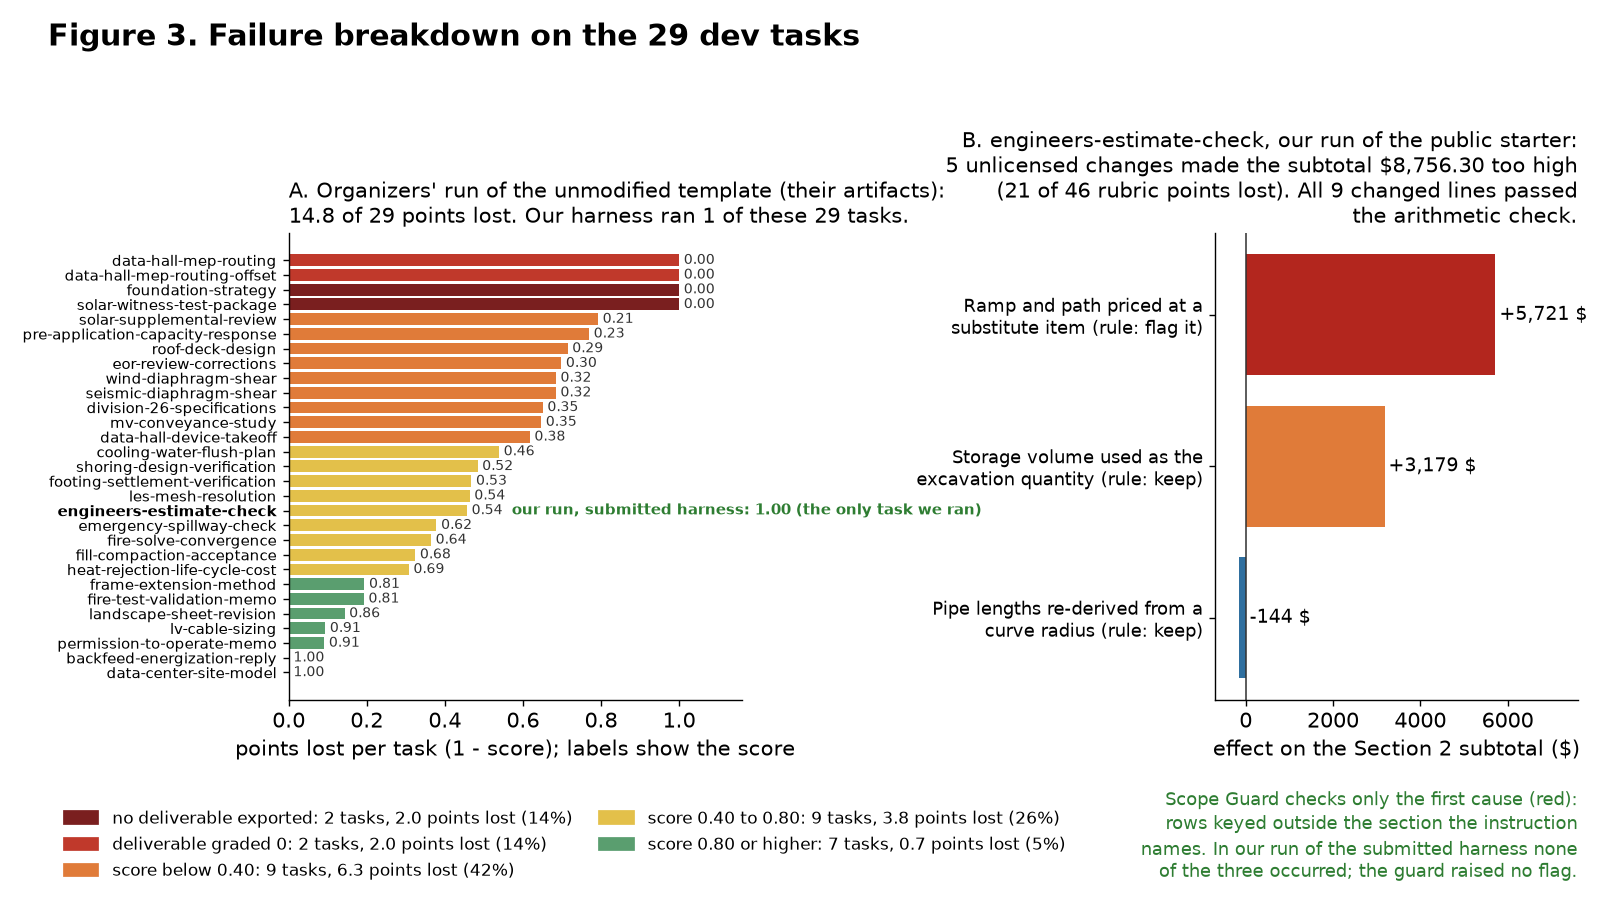 Figure 3. Failure breakdown on the 29 dev tasks
A. Organizers' run of the unmodified template (their artifacts):
14.8 of 29 points lost. Our harness ran 1 of these 29 tasks.
data-hall-mep-routing 0.00
data-hall-mep-routing-offset 0.00
foundation-strategy 0.00
solar-witness-test-package 0.00
solar-supplemental-review 0.21
pre-application-capacity-response 0.23
roof-deck-design 0.29
eor-review-corrections 0.30
wind-diaphragm-shear 0.32
seismic-diaphragm-shear 0.32
division-26-specifications 0.35
mv-conveyance-study 0.35
data-hall-device-takeoff 0.38
cooling-water-flush-plan 0.46
shoring-design-verification 0.52
footing-settlement-verification 0.53
les-mesh-resolution 0.54
engineers-estimate-check 0.54 our run, submitted harness: 1.00 (the only task we ran)
emergency-spillway-check 0.62
fire-solve-convergence 0.64
fill-compaction-acceptance 0.68
heat-rejection-life-cycle-cost 0.69
frame-extension-method 0.81
fire-test-validation-memo 0.81
landscape-sheet-revision 0.86
lv-cable-sizing 0.91
permission-to-operate-memo 0.91
backfeed-energization-reply 1.00
data-center-site-model 1.00
0.0 0.2 0.4 0.6 0.8 1.0
points lost per task (1 - score); labels show the score
B. engineers-estimate-check, our run of the public starter:
5 unlicensed changes made the subtotal $8,756.30 too high
(21 of 46 rubric points lost). All 9 changed lines passed
the arithmetic check.
Ramp and path priced at a
substitute item (rule: flag it)
+5,721 $
Storage volume used as the
excavation quantity (rule: keep)
+3,179 $
Pipe lengths re-derived from a
curve radius (rule: keep)
-144 $
0 2000 4000 6000
effect on the Section 2 subtotal ($)
no deliverable exported: 2 tasks, 2.0 points lost (14%)
deliverable graded 0: 2 tasks, 2.0 points lost (14%)
score below 0.40: 9 tasks, 6.3 points lost (42%)
score 0.40 to 0.80: 9 tasks, 3.8 points lost (26%)
score 0.80 or higher: 7 tasks, 0.7 points lost (5%)
Scope Guard checks only the first cause (red):
rows keyed outside the section the instruction
names. In our run of the submitted harness none
of the three occurred; the guard raised no flag.